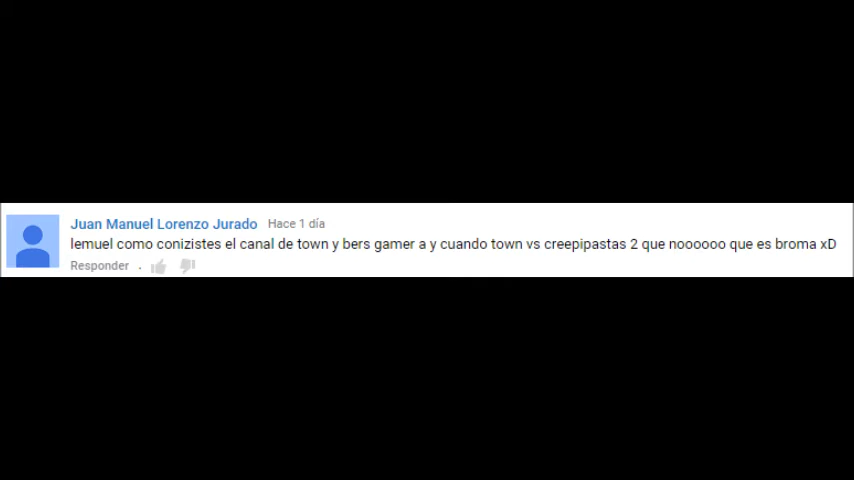 Juan Manuel Lorenzo Jurado Hace 1 día
lemuel como conizistes el canal de town y bers gamer a y cuando town vs creepipastas 2 que noooooo que es broma xD
Responder .